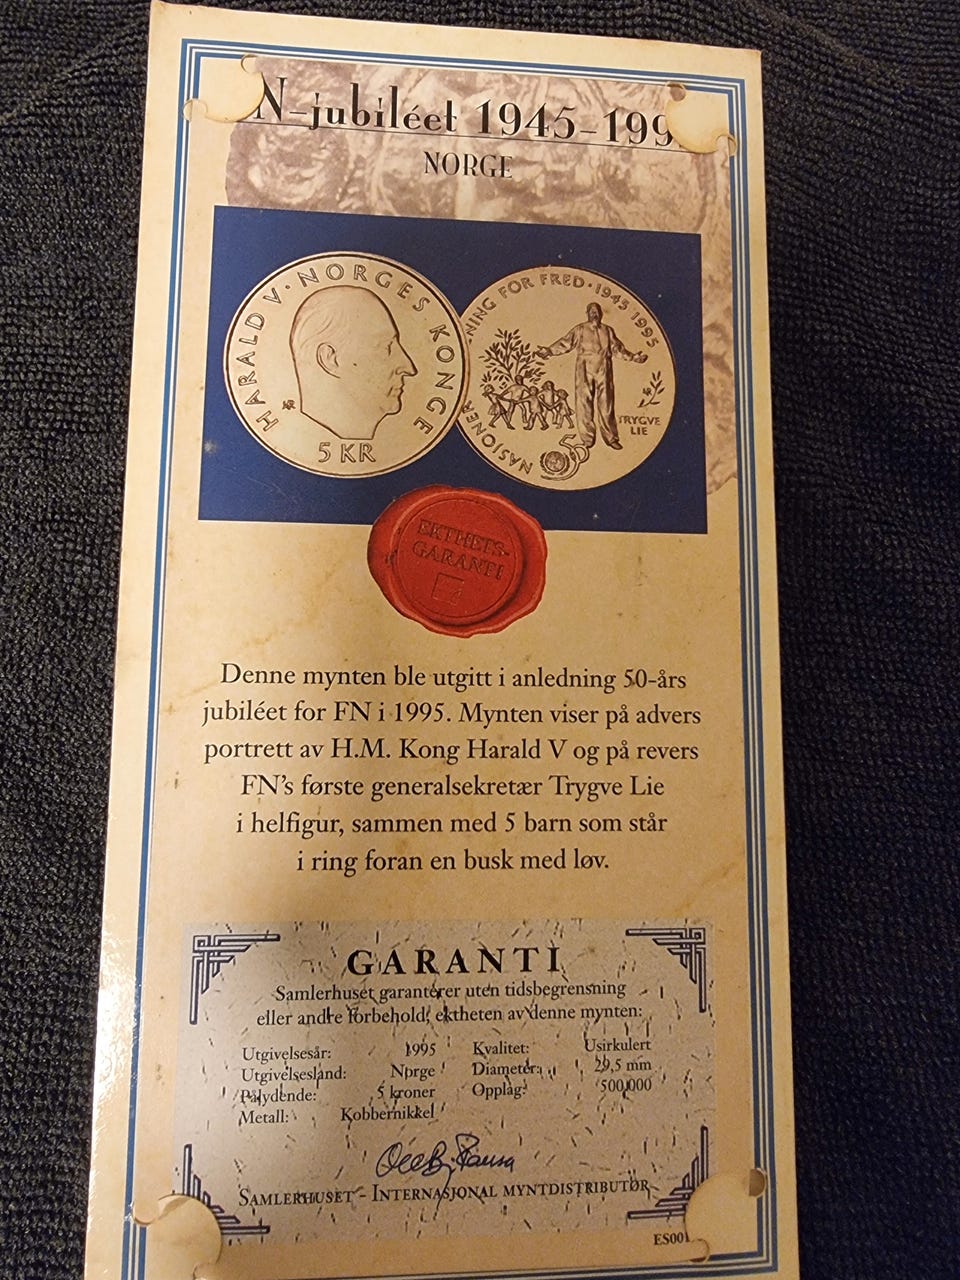 N-jubiléet 1945-199
NORGE
HARALD V · NORGES KONGE
5 KR
NING FOR FRED · 1945 1995
NASJONER
50
TRYGVE
LIE
EKTHETS-
GARANTI
Denne mynten ble utgitt i anledning 50-års
jubiléet for FN i 1995. Mynten viser på advers
portrett av H.M. Kong Harald V og på revers
FN's første generalsekretær Trygve Lie
i helfigur, sammen med 5 barn som står
i ring foran en busk med løv.
GARANTI
Samlerhuset garanterer uten tidsbegrensning
eller andre forbehold, ektheten av denne mynten:
Utgivelsesår: 1995 Kvalitet: Usirkulert
Utgivelsesland: Norge Diameter: 29,5 mm
Pålydende: 5 kroner Opplag: 500,000
Metall: Kobbernikkel
SAMLERHUSET - INTERNASJONAL MYNTDISTRIBUTØR
ES001